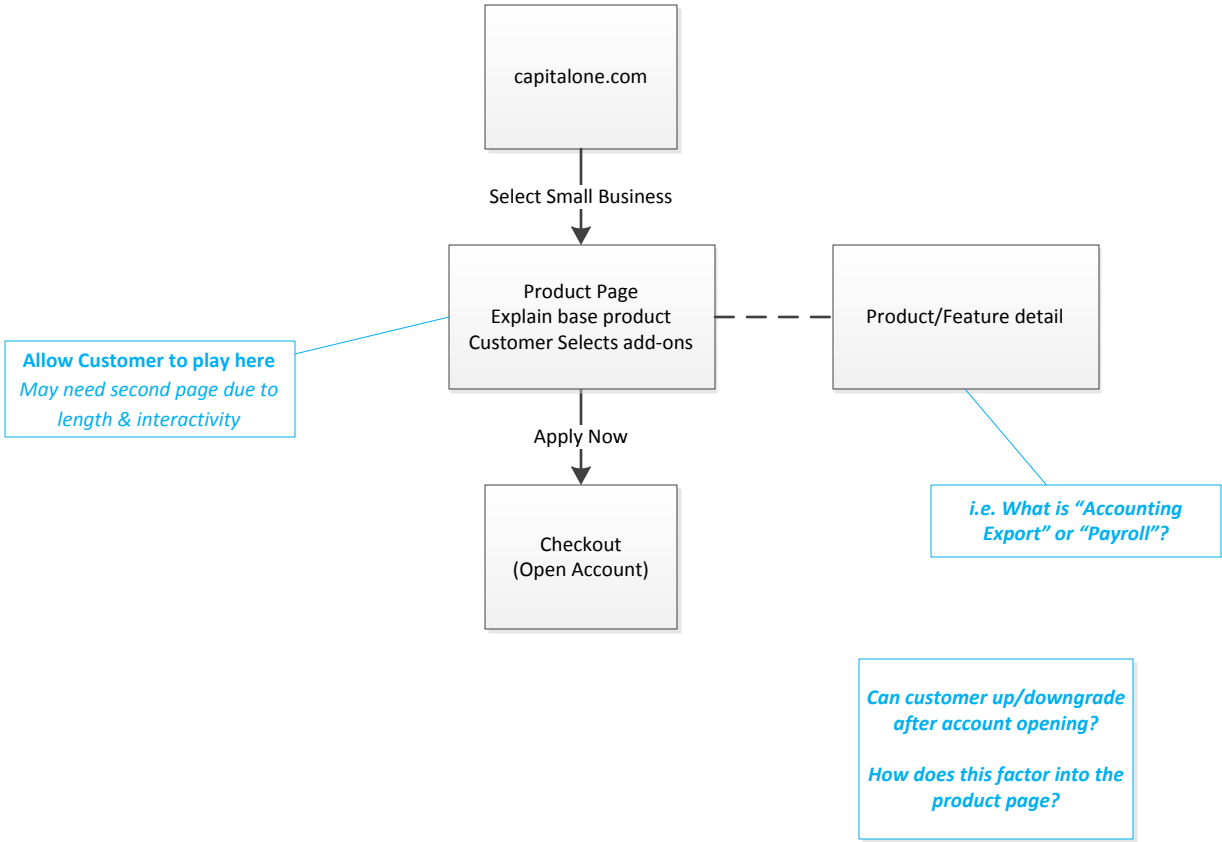 capitalone.com
Select Small Business
Product Page
Explain base product
Customer Selects add-ons
Product/Feature detail
Allow Customer to play here
May need second page due to
length & interactivity
Apply Now
i.e. What is “Accounting
Export” or “Payroll”?
Checkout
(Open Account)
Can customer up/downgrade
after account opening?
How does this factor into the
product page?